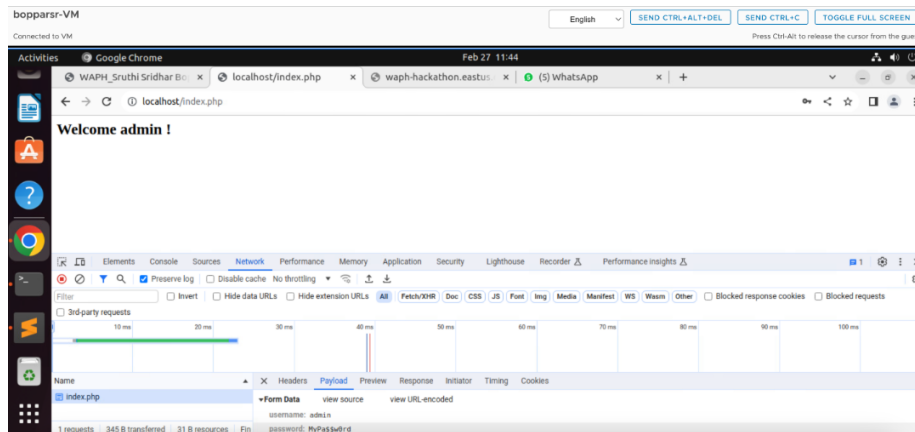 bopparsr-VM
English
SEND CTRL+ALT+DEL
SEND CTRL+C
TOGGLE FULL SCREEN
Connected to VM
Press Ctrl-Alt to release the cursor from the gue
Activities Google Chrome Feb 27 11:44
WAPH_Sruthi Sridhar Bo × localhost/index.php × waph-hackathon.eastus. × (5) WhatsApp × +
localhost/index.php
Welcome admin !
Elements Console Sources Network Performance Memory Application Security Lighthouse Recorder Performance insights 1
Preserve log Disable cache No throttling
Filter Invert Hide data URLs Hide extension URLs All Fetch/XHR Doc CSS JS Font Img Media Manifest WS Wasm Other Blocked response cookies Blocked requests
3rd-party requests
10 ms 20 ms 30 ms 40 ms 50 ms 60 ms 70 ms 80 ms 90 ms 100 ms
Name × Headers Payload Preview Response Initiator Timing Cookies
index.php
Form Data view source view URL-encoded
username: admin
1 requests 345 B transferred 31 B resources Fin
password: MyPa$$w0rd